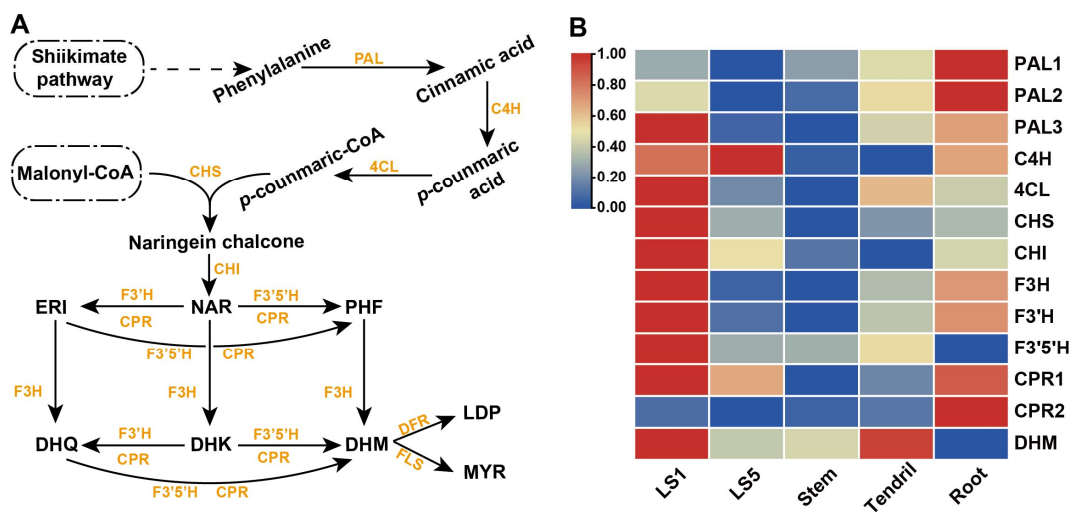 A
Shiikimate
pathway
Phenylalanine
PAL
Cinnamic acid
C4H
Malonyl-CoA
CHS
p-counmaric-CoA
4CL
p-counmaric
acid
Naringein chalcone
CHI
ERI
F3'H
CPR
NAR
F3'5'H
CPR
PHF
F3'5'H CPR
F3H
F3H
F3H
DHQ
F3'H
CPR
DHK
F3'5'H
CPR
DHM
F3'5'H CPR
DFR
LDP
FLS
MYR
B
1.00
0.80
0.60
0.40
0.20
0.00
PAL1
PAL2
PAL3
C4H
4CL
CHS
CHI
F3H
F3'H
F3'5'H
CPR1
CPR2
DHM
LS1
LS5
Stem
Tendril
Root